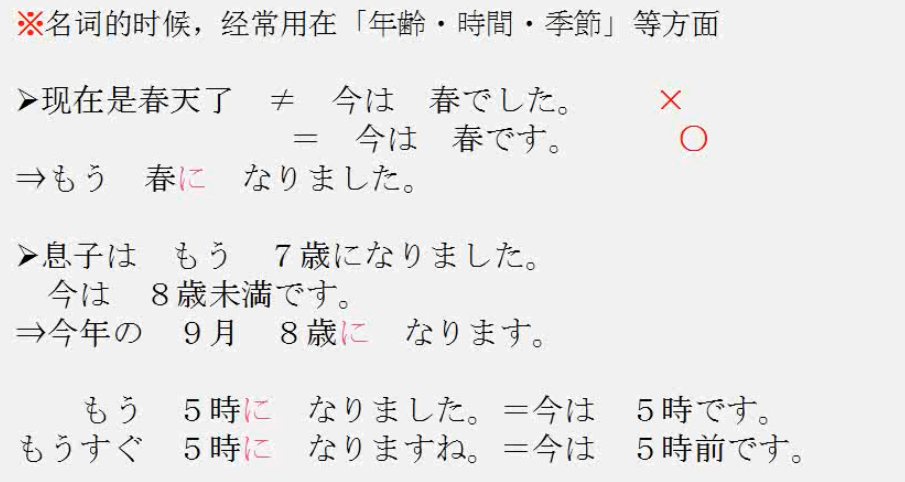 ※名词的时候，经常用在「年齢・時間・季節」等方面
➢现在是春天了　≠　今は　春でした。　　×
＝　今は　春です。　　　○
⇒もう　春に　なりました。
➢息子は　もう　７歳になりました。
今は　８歳未満です。
⇒今年の　９月　８歳に　なります。
もう　５時に　なりました。＝今は　５時です。
もうすぐ　５時に　なりますね。＝今は　５時前です。